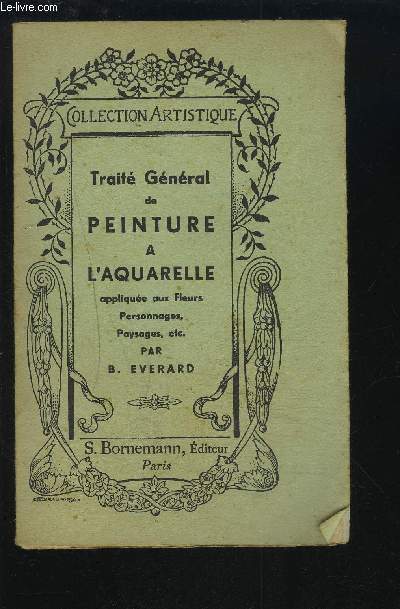 Le-livre.com
COLLECTION ARTISTIQUE
Traité Général
de
PEINTURE
A
L'AQUARELLE
appliquée aux Fleurs
Personnages,
Paysages, etc.
PAR
B. EVERARD
S. Bornemann, Éditeur
Paris